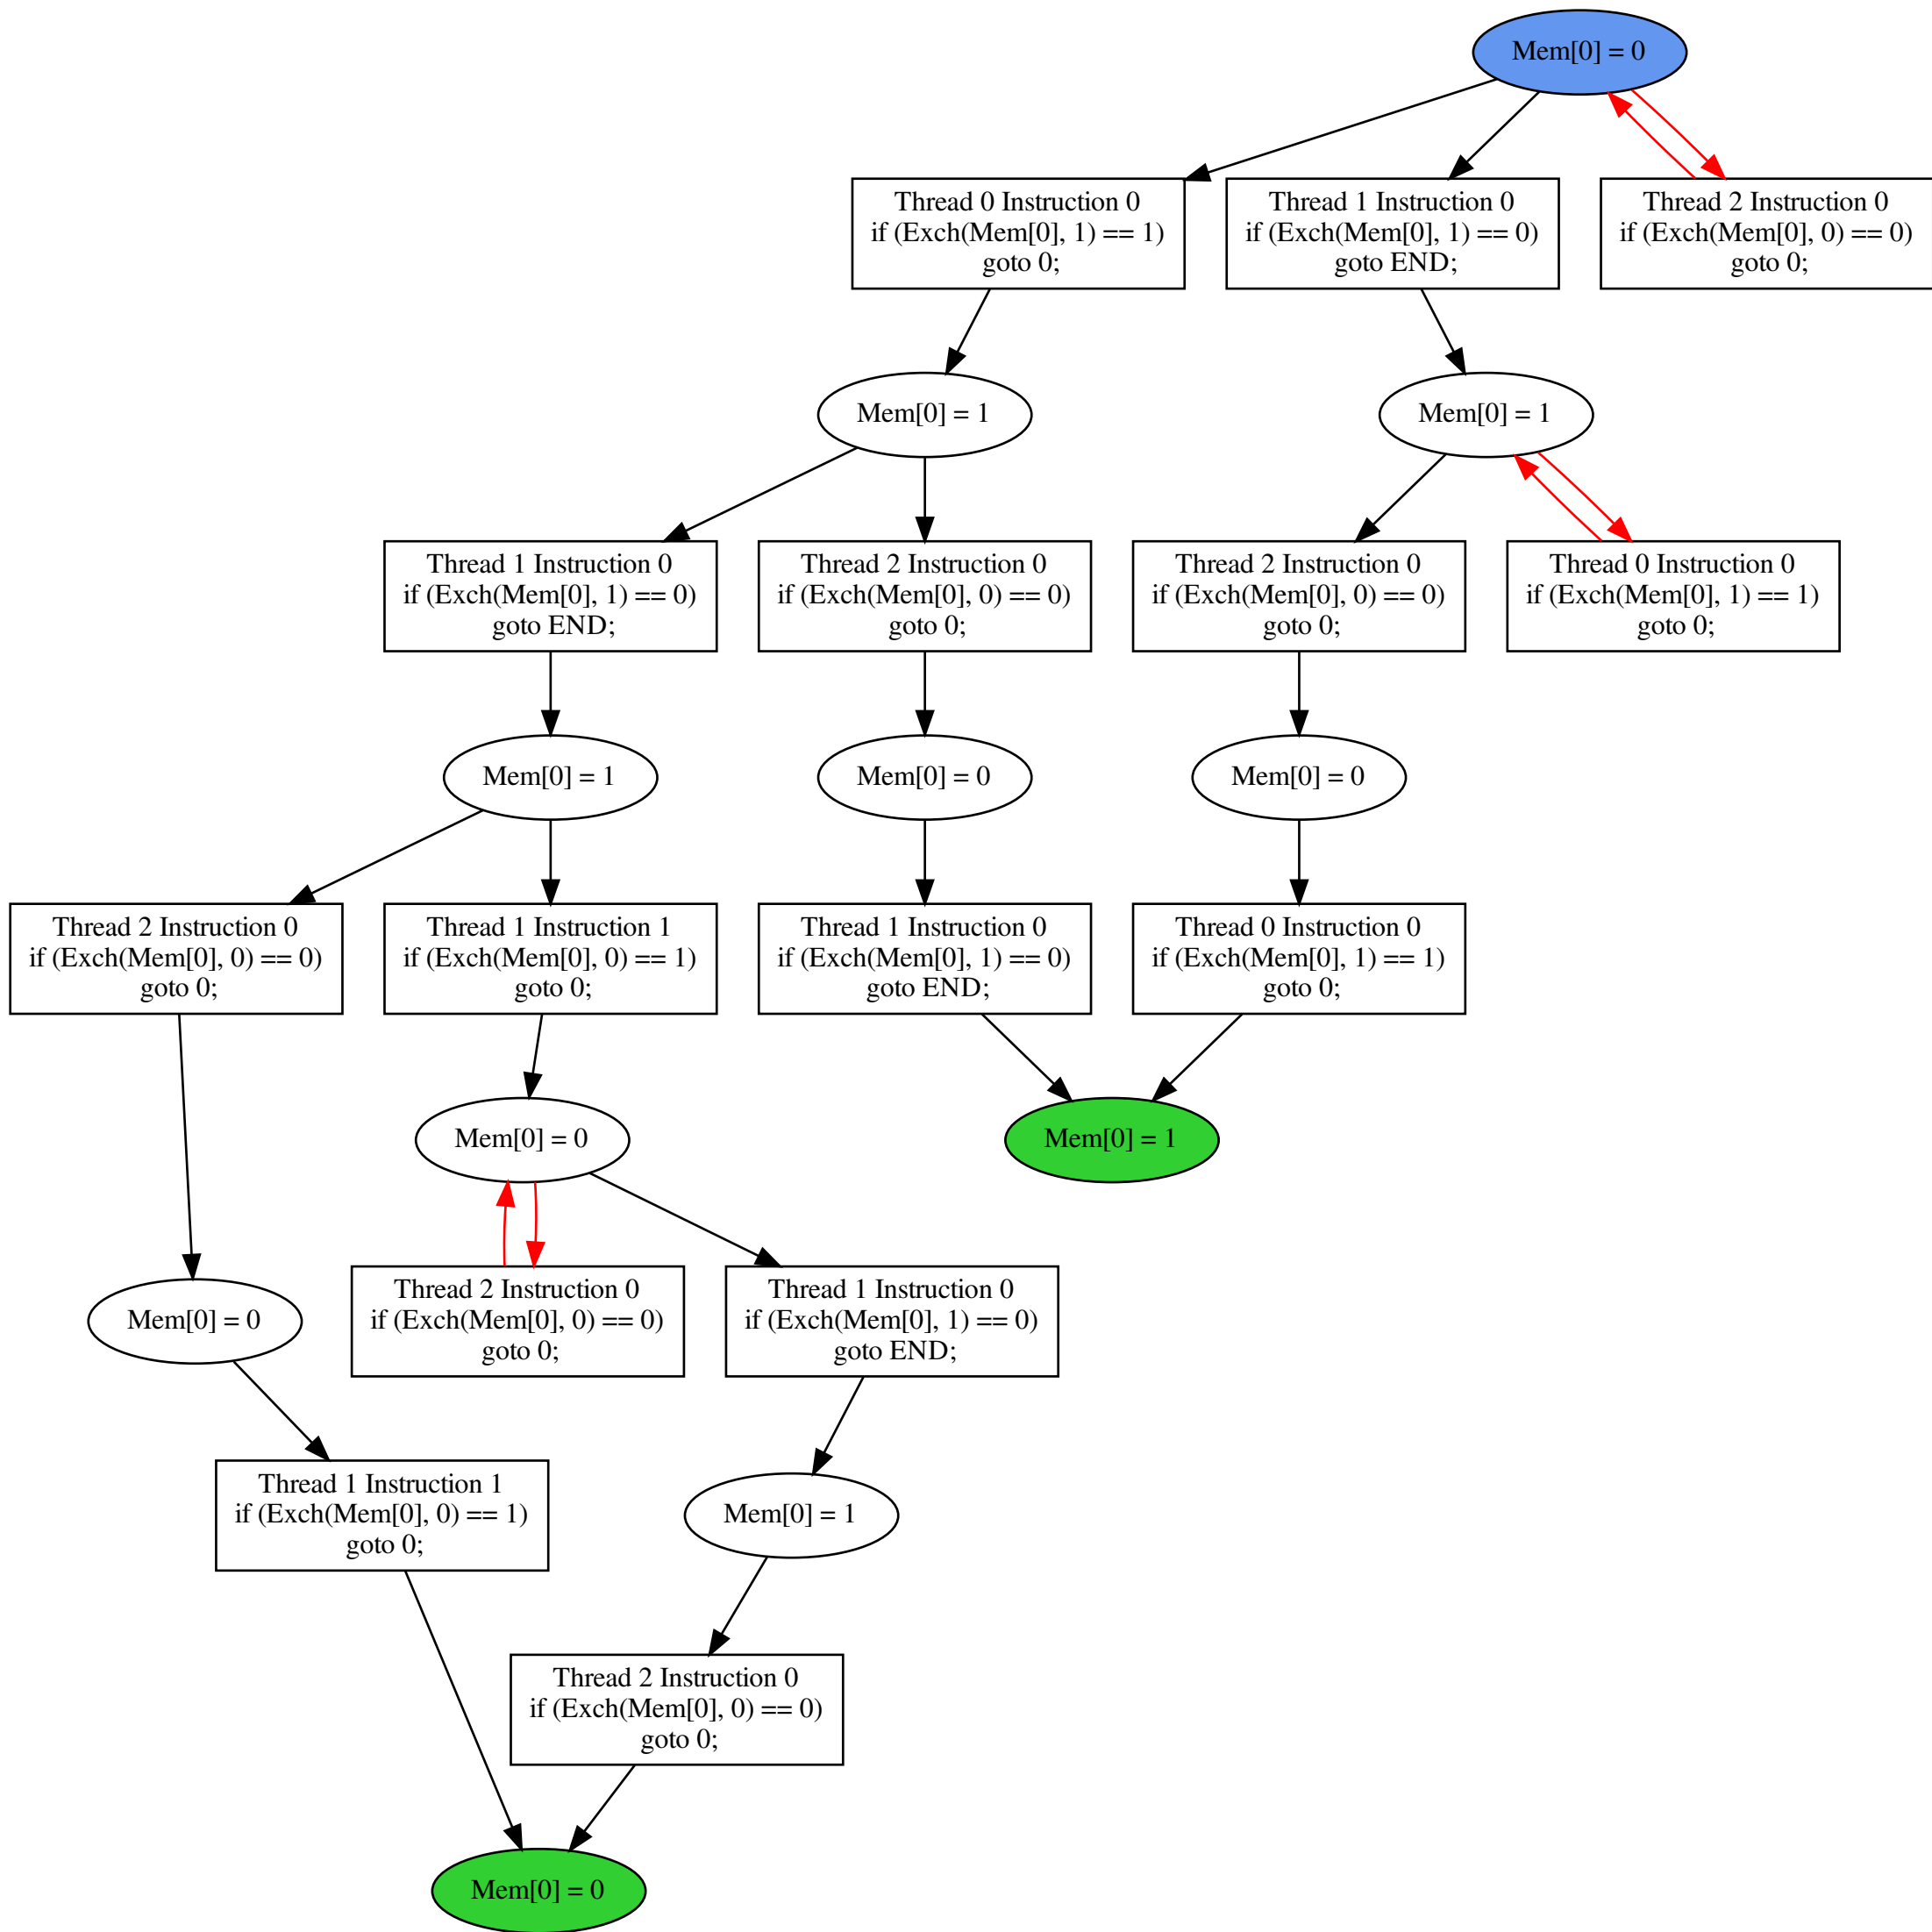 Mem[0] = 0
Thread 0 Instruction 0
if (Exch(Mem[0], 1) == 1)
goto 0;
Thread 1 Instruction 0
if (Exch(Mem[0], 1) == 0)
goto END;
Thread 2 Instruction 0
if (Exch(Mem[0], 0) == 0)
goto 0;
Mem[0] = 1
Mem[0] = 1
Thread 1 Instruction 0
if (Exch(Mem[0], 1) == 0)
goto END;
Thread 2 Instruction 0
if (Exch(Mem[0], 0) == 0)
goto 0;
Thread 2 Instruction 0
if (Exch(Mem[0], 0) == 0)
goto 0;
Thread 0 Instruction 0
if (Exch(Mem[0], 1) == 1)
goto 0;
Mem[0] = 1
Mem[0] = 0
Mem[0] = 0
Thread 2 Instruction 0
if (Exch(Mem[0], 0) == 0)
goto 0;
Thread 1 Instruction 1
if (Exch(Mem[0], 0) == 1)
goto 0;
Thread 1 Instruction 0
if (Exch(Mem[0], 1) == 0)
goto END;
Thread 0 Instruction 0
if (Exch(Mem[0], 1) == 1)
goto 0;
Mem[0] = 0
Mem[0] = 1
Mem[0] = 0
Thread 2 Instruction 0
if (Exch(Mem[0], 0) == 0)
goto 0;
Thread 1 Instruction 0
if (Exch(Mem[0], 1) == 0)
goto END;
Thread 1 Instruction 1
if (Exch(Mem[0], 0) == 1)
goto 0;
Mem[0] = 1
Thread 2 Instruction 0
if (Exch(Mem[0], 0) == 0)
goto 0;
Mem[0] = 0